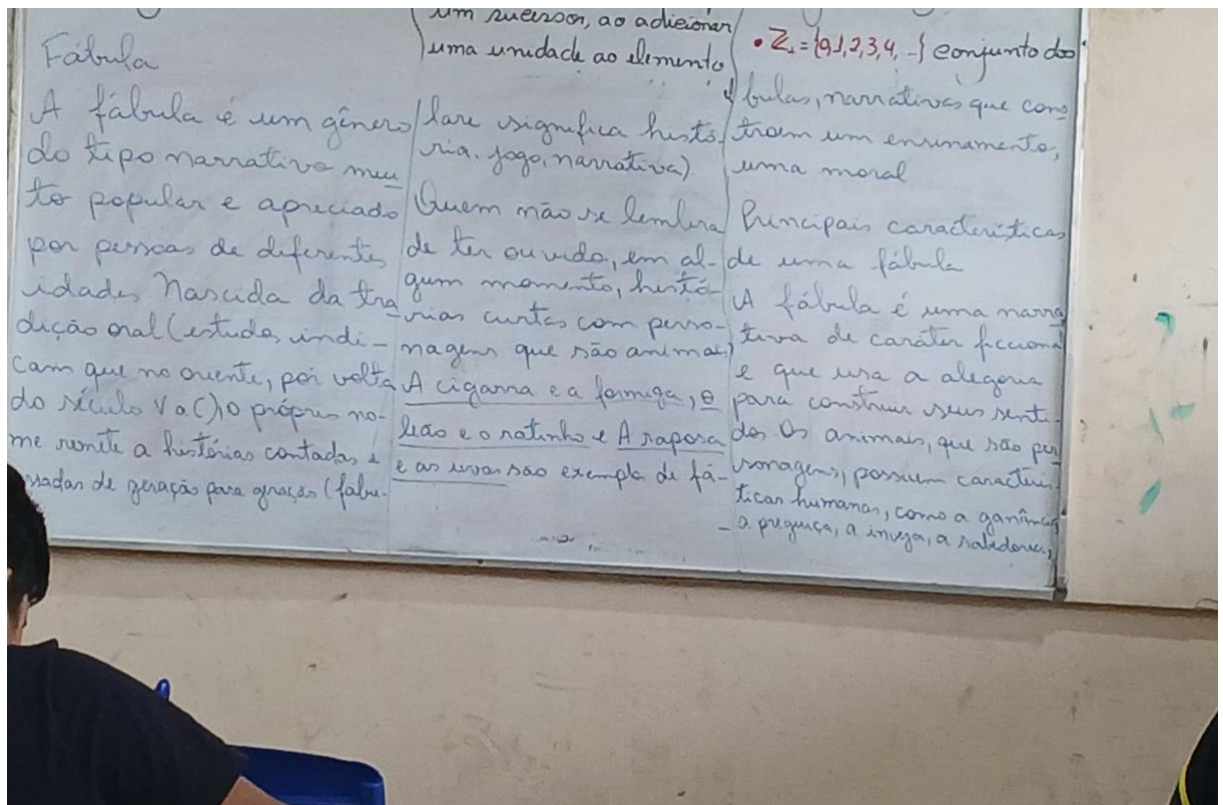 um sucessor, ao adicionar
uma unidade ao elemento
• Z₊={0,1,2,3,4,...} conjunto dos
Fábula
A fábula é um gênero
do tipo narrativo mui
to popular e apreciado
por pessoas de diferentes
idades, Nascida da tra
dição oral (estudos indi-
cam que no oriente, por volta
do século V a C), o próprio no-
me remite a histórias contadas e
passadas de geração para geração (fabu-
lare significa histó-
ria, jogo, narrativa)
Quem não se lembra
de ter ouvido, em al-
gum momento, histó-
rias curtas com perso-
nagens que são animais?
A cigarra e a formiga, o
leão e o ratinho e A raposa
e as uvas são exemplo de fá-
bulas, narrativas que cons
troem um ensinamento,
uma moral
Principais características
de uma fábula
A fábula é uma narra
tiva de caráter ficcional
e que usa a alegoria
para construir seus senti
dos Os animais, que são per
sonagens, possuem caracterís
ticas humanas, como a ganância
a preguiça, a inveja, a sabedoria,